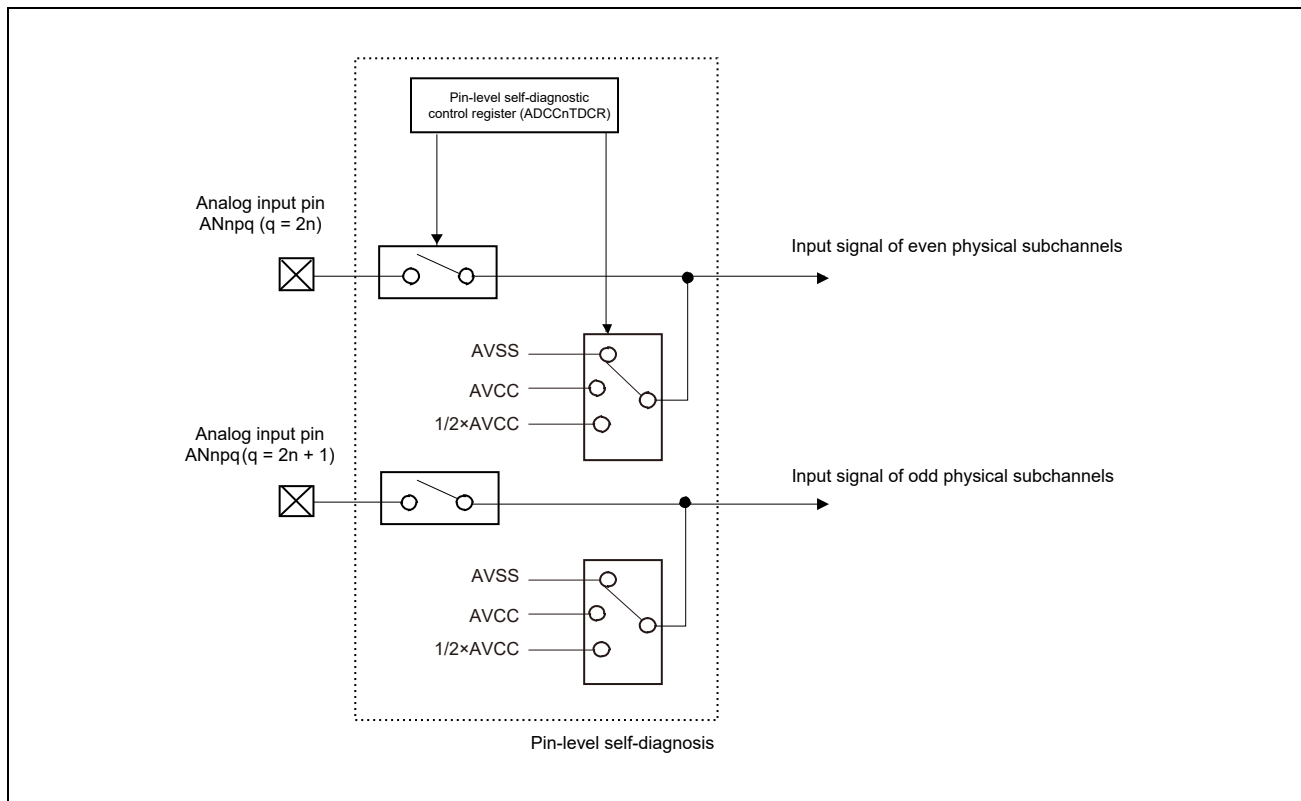 Pin-level self-diagnostic
control register (ADCCnTDCR)
Analog input pin
ANnpq (q = 2n)
Input signal of even physical subchannels
AVSS
AVCC
1/2×AVCC
Analog input pin
ANnpq(q = 2n + 1)
Input signal of odd physical subchannels
AVSS
AVCC
1/2×AVCC
Pin-level self-diagnosis